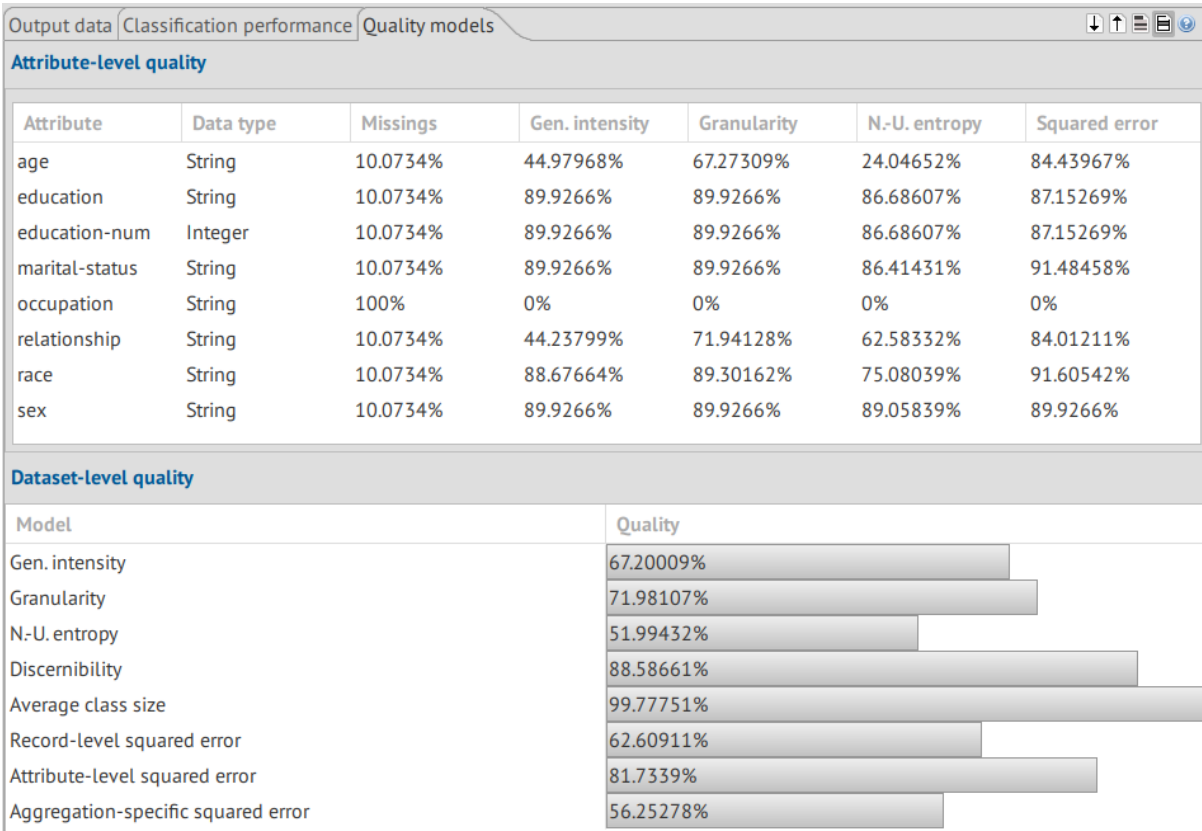 Output data Classification performance Quality models
Attribute-level quality
Attribute Data type Missings Gen. intensity Granularity N.-U. entropy Squared error
age String 10.0734% 44.97968% 67.27309% 24.04652% 84.43967%
education String 10.0734% 89.9266% 89.9266% 86.68607% 87.15269%
education-num Integer 10.0734% 89.9266% 89.9266% 86.68607% 87.15269%
marital-status String 10.0734% 89.9266% 89.9266% 86.41431% 91.48458%
occupation String 100% 0% 0% 0% 0%
relationship String 10.0734% 44.23799% 71.94128% 62.58332% 84.01211%
race String 10.0734% 88.67664% 89.30162% 75.08039% 91.60542%
sex String 10.0734% 89.9266% 89.9266% 89.05839% 89.9266%
Dataset-level quality
Model Quality
Gen. intensity 67.20009%
Granularity 71.98107%
N.-U. entropy 51.99432%
Discernibility 88.58661%
Average class size 99.77751%
Record-level squared error 62.60911%
Attribute-level squared error 81.7339%
Aggregation-specific squared error 56.25278%